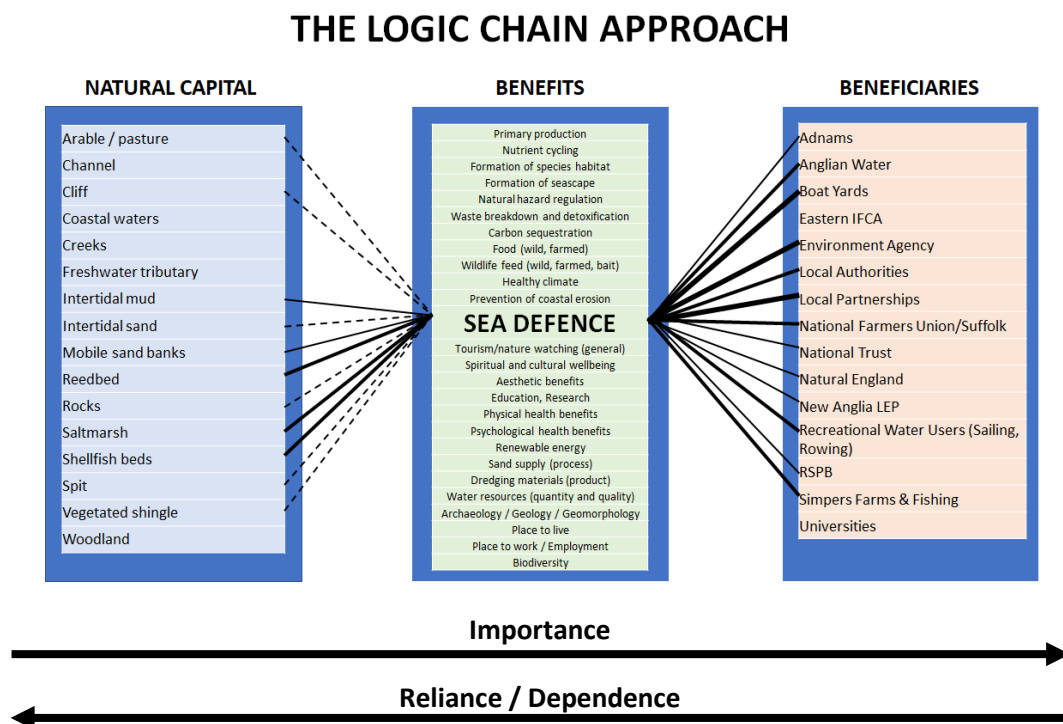 THE LOGIC CHAIN APPROACH
NATURAL CAPITAL
Arable / pasture
Channel
Cliff
Coastal waters
Creeks
Freshwater tributary
Intertidal mud
Intertidal sand
Mobile sand banks
Reedbed
Rocks
Saltmarsh
Shellfish beds
Spit
Vegetated shingle
Woodland
BENEFITS
Primary production
Nutrient cycling
Formation of species habitat
Formation of seascape
Natural hazard regulation
Waste breakdown and detoxification
Carbon sequestration
Food (wild, farmed)
Wildlife feed (wild, farmed, bait)
Healthy climate
Prevention of coastal erosion
SEA DEFENCE
Tourism/nature watching (general)
Spiritual and cultural wellbeing
Aesthetic benefits
Education, Research
Physical health benefits
Psychological health benefits
Renewable energy
Sand supply (process)
Dredging materials (product)
Water resources (quantity and quality)
Archaeology / Geology / Geomorphology
Place to live
Place to work / Employment
Biodiversity
BENEFICIARIES
Adnams
Anglian Water
Boat Yards
Eastern IFCA
Environment Agency
Local Authorities
Local Partnerships
National Farmers Union/Suffolk
National Trust
Natural England
New Anglia LEP
Recreational Water Users (Sailing,
Rowing)
RSPB
Simpers Farms & Fishing
Universities
Importance
Reliance / Dependence